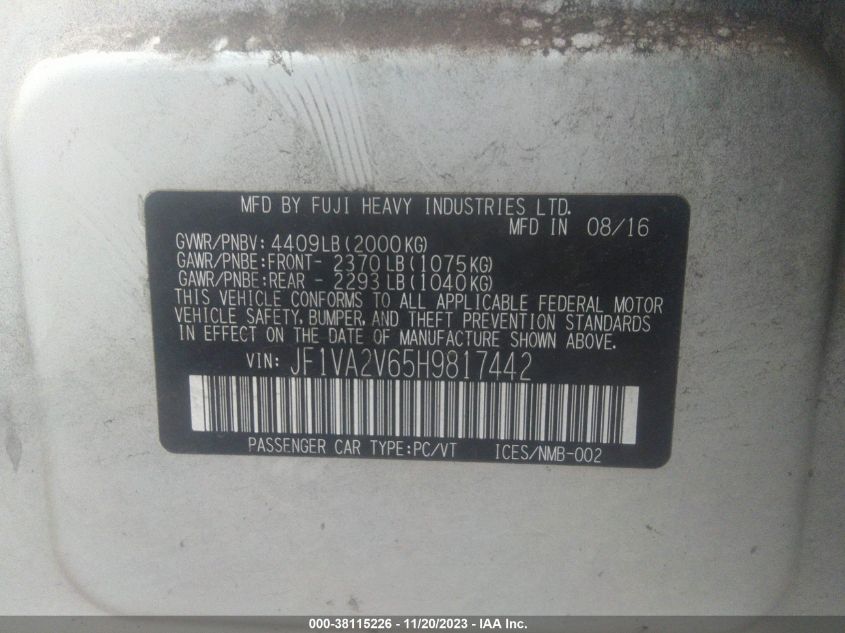 MFD BY FUJI HEAVY INDUSTRIES LTD.
MFD IN 08/16
GVWR/PNBV: 4409LB(2000KG)
GAWR/PNBE:FRONT- 2370LB(1075KG)
GAWR/PNBE:REAR - 2293LB(1040KG)
THIS VEHICLE CONFORMS TO ALL APPLICABLE FEDERAL MOTOR
VEHICLE SAFETY, BUMPER, AND THEFT PREVENTION STANDARDS
IN EFFECT ON THE DATE OF MANUFACTURE SHOWN ABOVE.
VIN: JF1VA2V65H9817442
PASSENGER CAR TYPE:PC/VT ICES/NMB-002
000-38115226 - 11/20/2023 - IAA Inc.